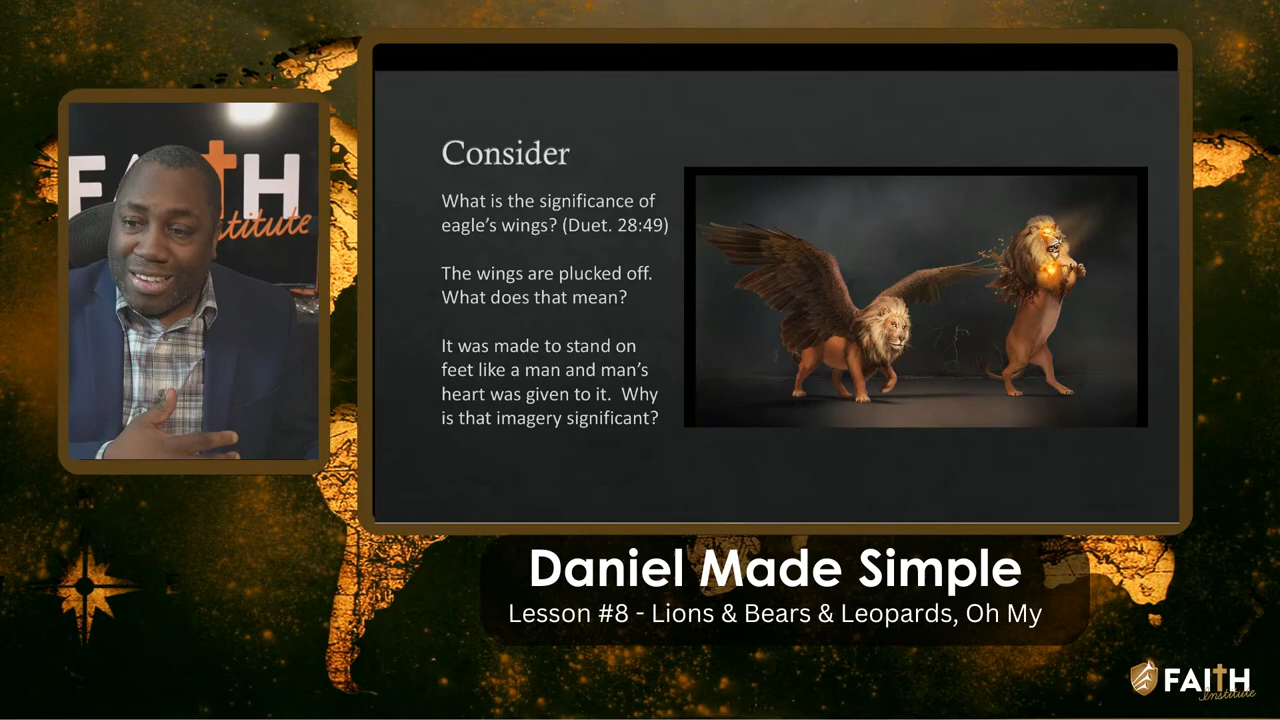 FAITH
Institute
Consider
What is the significance of
eagle's wings? (Duet. 28:49)
The wings are plucked off.
What does that mean?
It was made to stand on
feet like a man and man's
heart was given to it.  Why
is that imagery significant?
Daniel Made Simple
Lesson #8 - Lions & Bears & Leopards, Oh My
FAITH
Institute